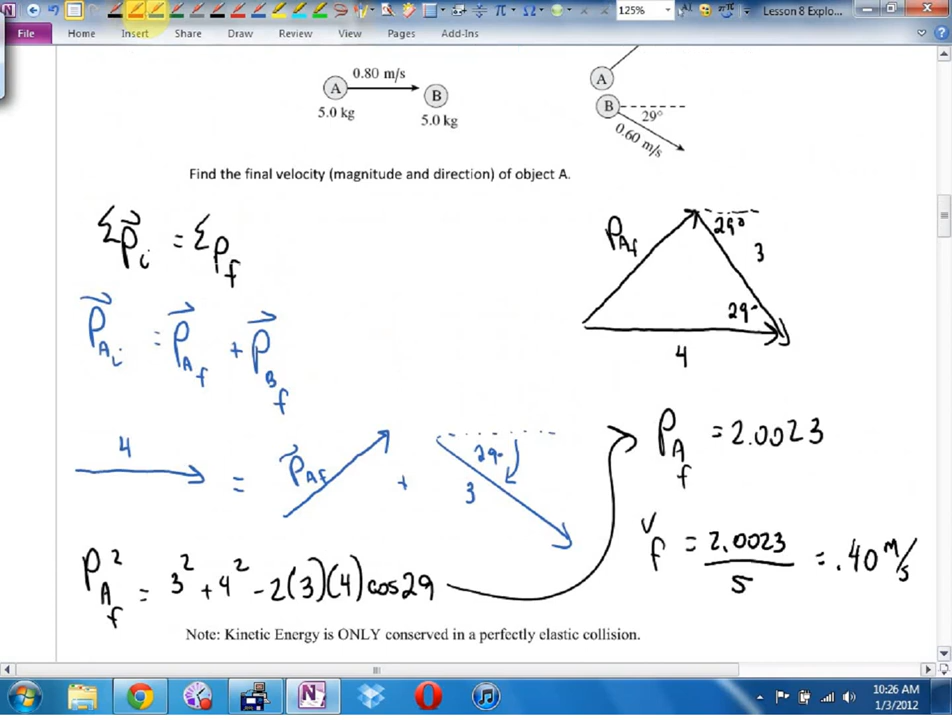 125%
Lesson 8 Explo...
File Home Insert Share Draw Review View Pages Add-Ins
A 0.80 m/s B
5.0 kg 5.0 kg
A
B 29°
0.60 m/s
Find the final velocity (magnitude and direction) of object A.
Σp⃗i = Σpf
PAf 29° 3
29°
4
P⃗Ai = P⃗Af + P⃗Bf
4 = P⃗Af + 29° 3
PAf = 2.0023
Vf = 2.0023/5 = .40 m/s
PAf² = 3² + 4² - 2(3)(4)cos29
Note: Kinetic Energy is ONLY conserved in a perfectly elastic collision.
10:26 AM
1/3/2012